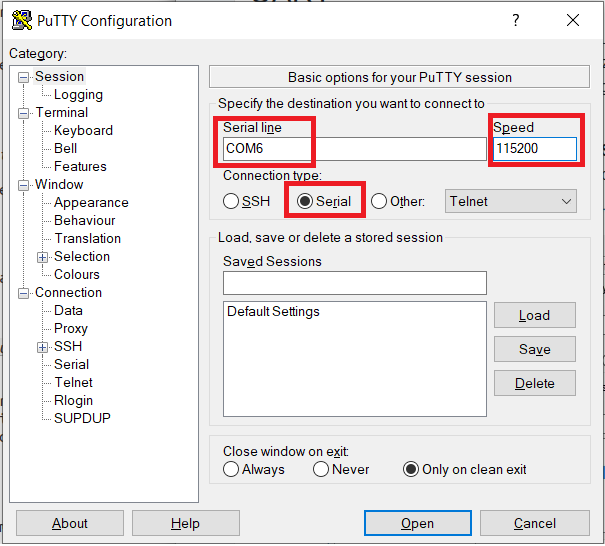 PuTTY Configuration
?
Category:
Session
Logging
Terminal
Keyboard
Bell
Features
Window
Appearance
Behaviour
Translation
Selection
Colours
Connection
Data
Proxy
SSH
Serial
Telnet
Rlogin
SUPDUP
Basic options for your PuTTY session
Specify the destination you want to connect to
Serial line Speed
COM6 115200
Connection type:
SSH Serial Other: Telnet
Load, save or delete a stored session
Saved Sessions
Default Settings
Load
Save
Delete
Close window on exit:
Always Never Only on clean exit
About Help Open Cancel